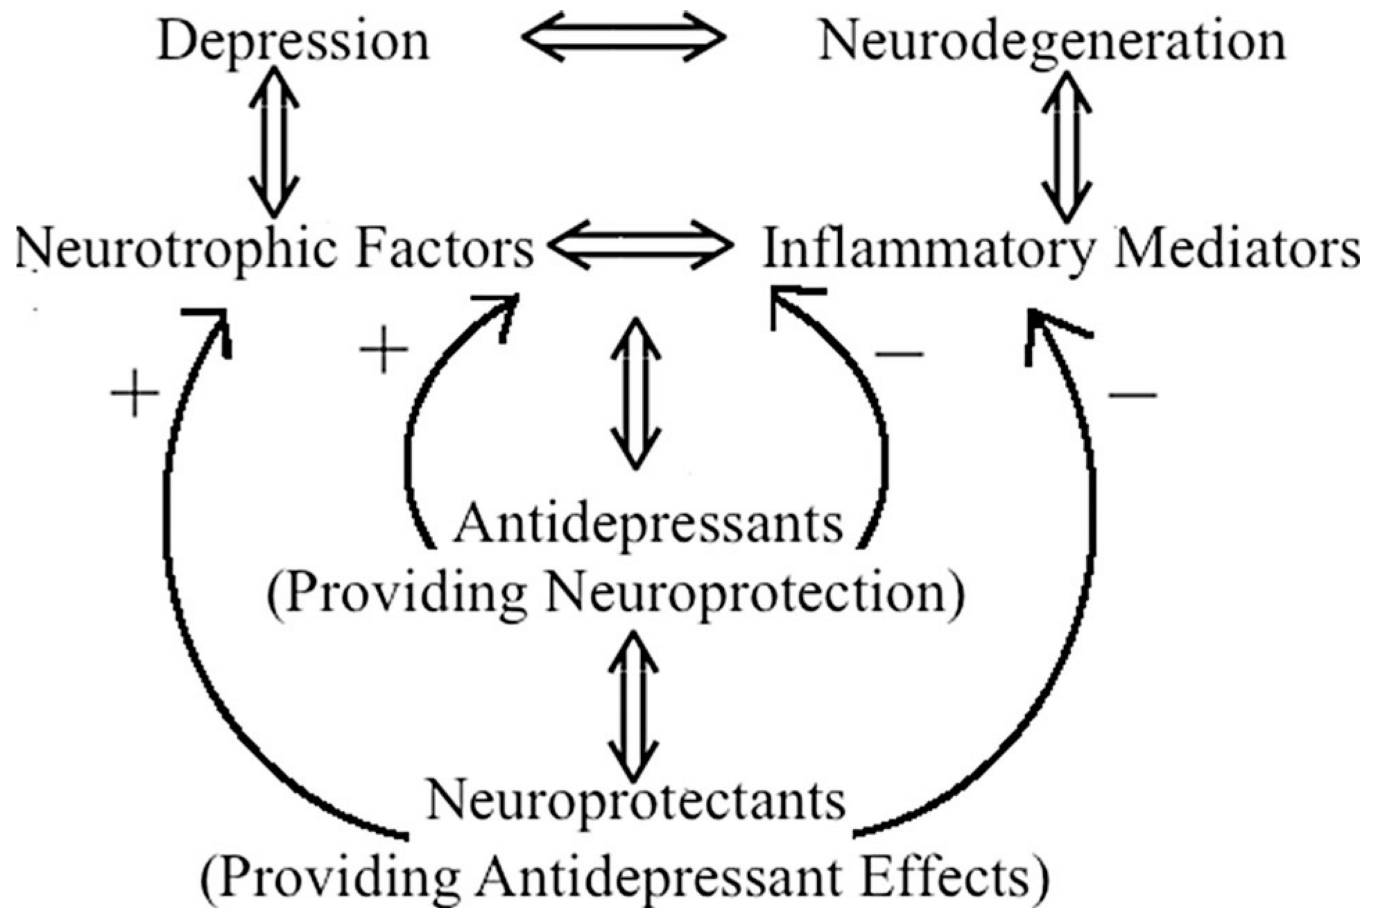 Depression Neurodegeneration
Neurotrophic Factors Inflammatory Mediators
+ + − −
Antidepressants
(Providing Neuroprotection)
Neuroprotectants
(Providing Antidepressant Effects)